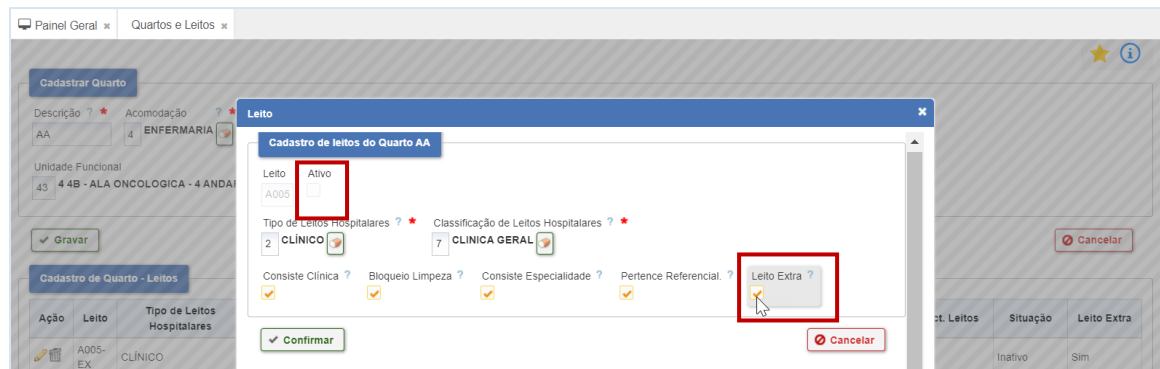 Painel Geral × Quartos e Leitos ×
Cadastrar Quarto
Descrição ? * Acomodação ? *
AA 4 ENFERMARIA
Unidade Funcional
43 4 4B - ALA ONCOLOGICA - 4 ANDAR
Gravar
Cancelar
Cadastro de Quarto - Leitos
Ação Leito Tipo de Leitos Hospitalares ct. Leitos Situação Leito Extra
A005-EX CLÍNICO Inativo Sim
Leito ×
Cadastro de leitos do Quarto AA
Leito Ativo
A005
Tipo de Leitos Hospitalares ? * Classificação de Leitos Hospitalares ? *
2 CLÍNICO 7 CLINICA GERAL
Consiste Clínica ? Bloqueio Limpeza ? Consiste Especialidade ? Pertence Referencial. ? Leito Extra ?
Confirmar Cancelar